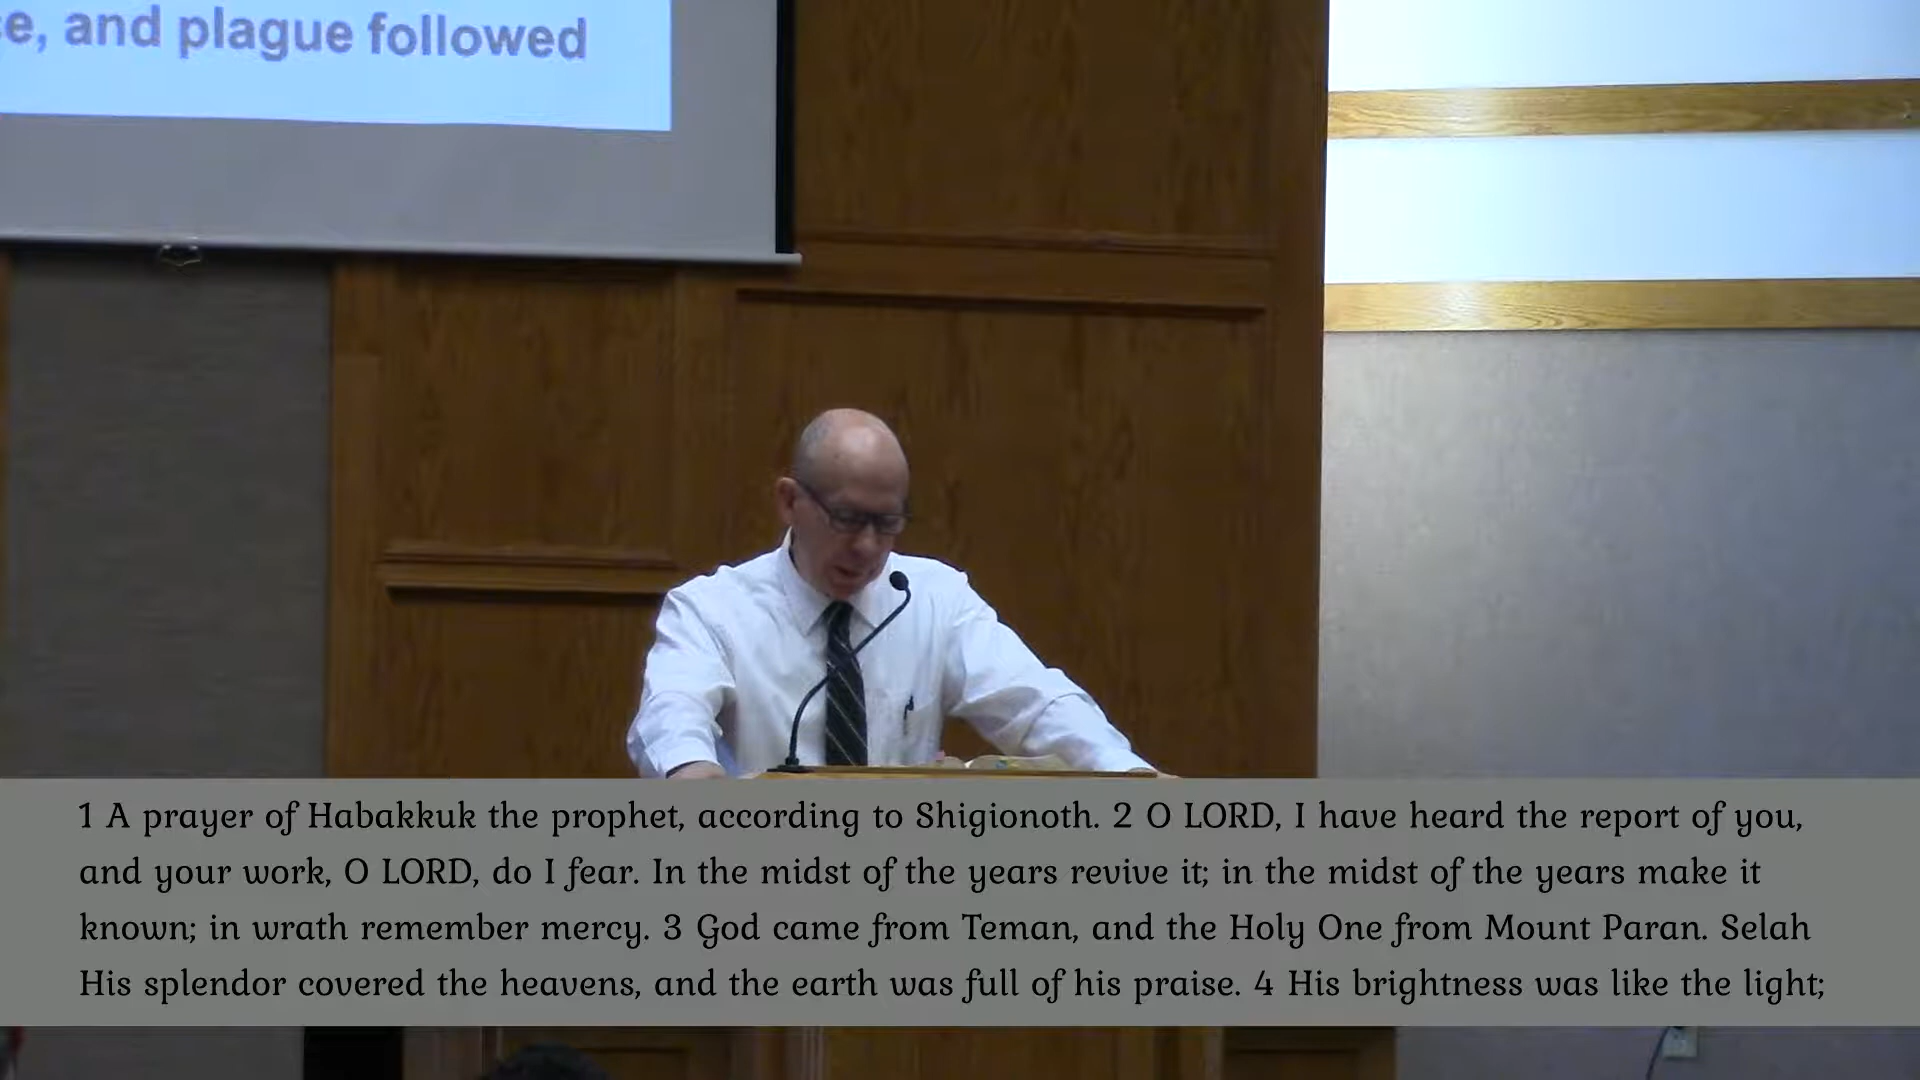 and plague followed
1 A prayer of Habakkuk the prophet, according to Shigionoth. 2 O LORD, I have heard the report of you,
and your work, O LORD, do I fear. In the midst of the years revive it; in the midst of the years make it
known; in wrath remember mercy. 3 God came from Teman, and the Holy One from Mount Paran. Selah
His splendor covered the heavens, and the earth was full of his praise. 4 His brightness was like the light;